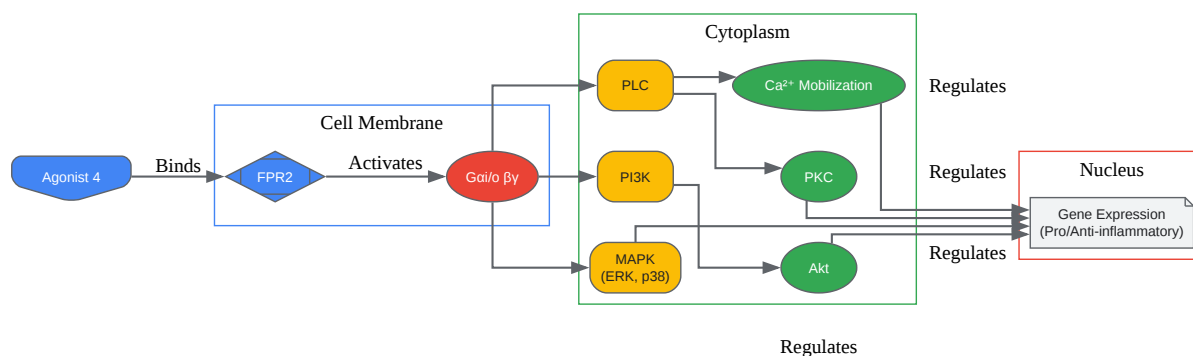 Cytoplasm
PLC
Ca²⁺ Mobilization
Regulates
Cell Membrane
Agonist 4
Binds
FPR2
Activates
Gαi/o βγ
PI3K
PKC
Regulates
Nucleus
Gene Expression
(Pro/Anti-inflammatory)
MAPK
(ERK, p38)
Akt
Regulates
Regulates